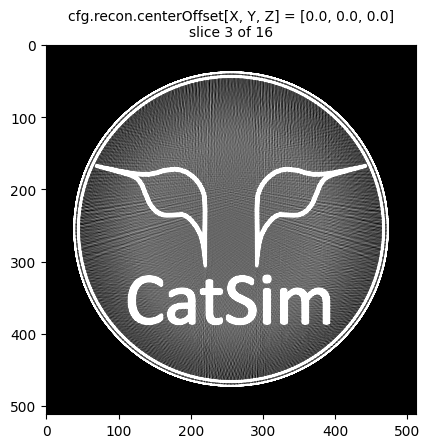 cfg.recon.centerOffset[X, Y, Z] = [0.0, 0.0, 0.0]
slice 3 of 16
0
100
200
300
CatSim
400
500
0 100 200 300 400 500